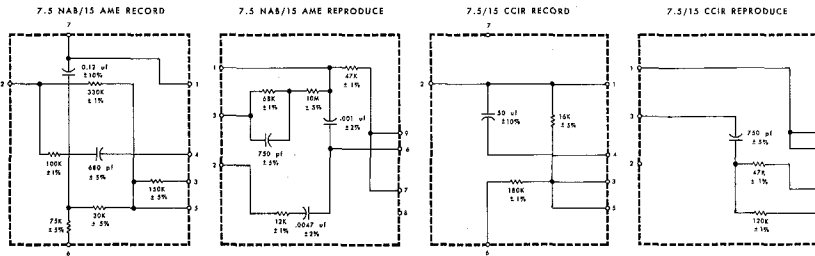 7.5 NAB/15 AME RECORD
7
0.12 uf
±10%
2
330K
±1%
1
100K
±1%
680 pf
±5%
4
150K
±5%
3
75K
±5%
30K
±5%
5
6
7.5 NAB/15 AME REPRODUCE
1
47K
±1%
68K
±1%
10M
±5%
3
.001 uf
±2%
9
6
750 pf
±5%
2
7
12K
±1%
.0047 uf
±2%
8
7.5/15 CCIR RECORD
7
2
1
50 uf
±10%
16K
±5%
4
180K
±1%
3
5
6
7.5/15 CCIR REPRODUCE
1
3
750 pf
±5%
2
47K
±1%
120K
±1%